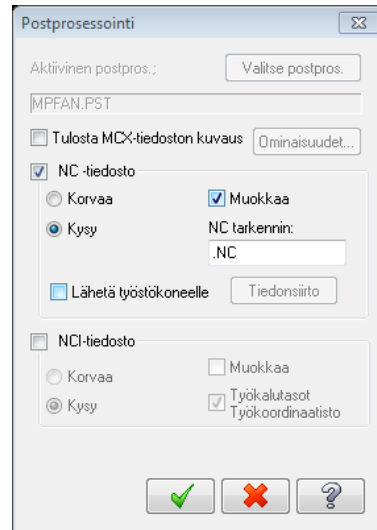 Postprosessointi
Aktiivinen postpros.; Valitse postpros.
MPFAN.PST
Tulosta MCX-tiedoston kuvaus Ominaisuudet...
NC -tiedosto
Korvaa Muokkaa
Kysy NC tarkennin:
.NC
Lähetä työstökoneelle Tiedonsiirto
NCI-tiedosto
Korvaa Muokkaa
Kysy Työkalutasot
Työkoordinaatisto